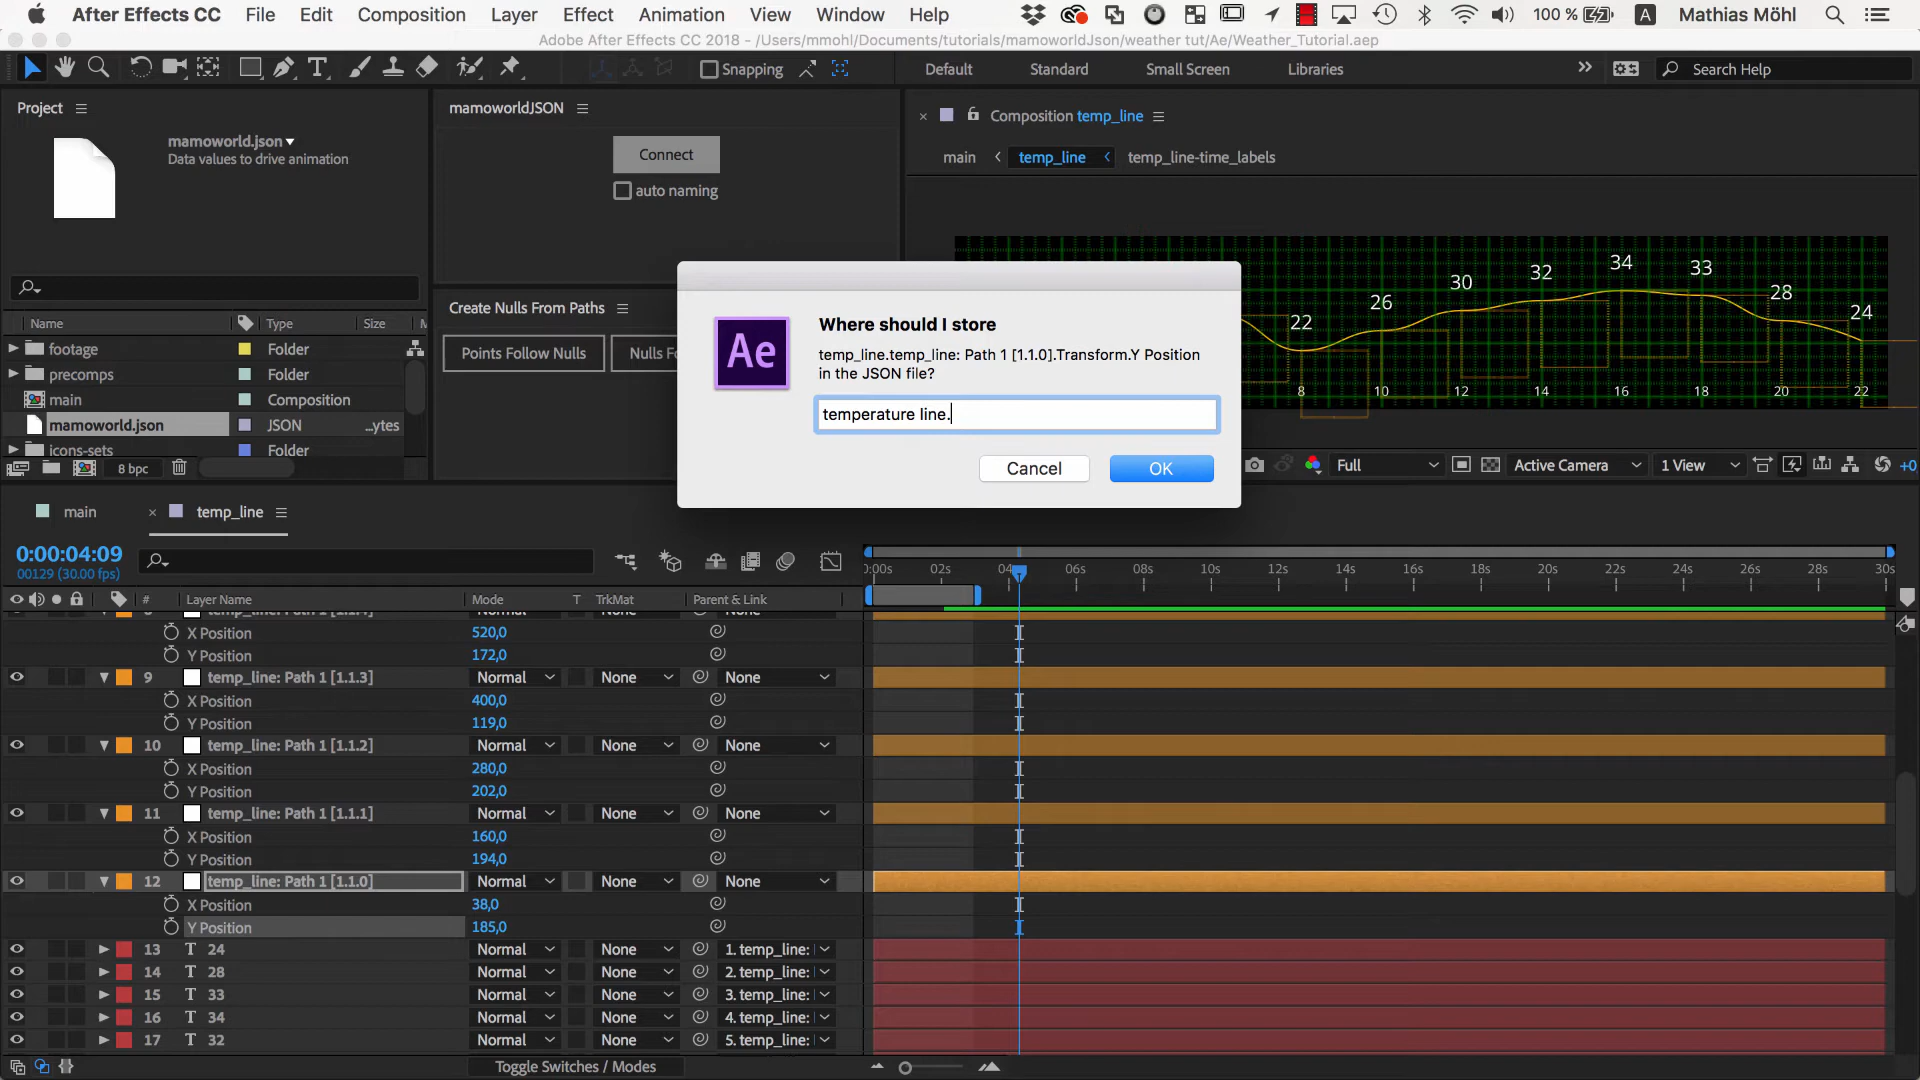 After Effects CC File Edit Composition Layer Effect Animation View Window Help 100 % A Mathias Möhl
Adobe After Effects CC 2018 - /Users/mmohl/Documents/tutorials/mamoworldJson/weather tut/Ae/Weather_Tutorial.aep
Snapping Default Standard Small Screen Libraries Search Help
Project
mamoworld.json
Data values to drive animation
Name Type Size
footage Folder
precomps Folder
main Composition
mamoworld.json JSON ...ytes
icons-sets Folder
8 bpc
mamoworldJSON
Connect
auto naming
Create Nulls From Paths
Points Follow Nulls Nulls Fo
Composition temp_line
main temp_line temp_line-time_labels
22 26 30 32 34 33 28 24
8 10 12 14 16 18 20 22
Full Active Camera 1 View +0
Ae
Where should I store
temp_line.temp_line: Path 1 [1.1.0].Transform.Y Position
in the JSON file?
temperature line.
Cancel OK
main temp_line
0:00:04:09
00129 (30.00 fps)
0:00s 02s 04 06s 08s 10s 12s 14s 16s 18s 20s 22s 24s 26s 28s 30s
# Layer Name Mode T TrkMat Parent & Link
X Position 520,0
Y Position 172,0
9 temp_line: Path 1 [1.1.3] Normal None None
X Position 400,0
Y Position 119,0
10 temp_line: Path 1 [1.1.2] Normal None None
X Position 280,0
Y Position 202,0
11 temp_line: Path 1 [1.1.1] Normal None None
X Position 160,0
Y Position 194,0
12 temp_line: Path 1 [1.1.0] Normal None None
X Position 38,0
Y Position 185,0
13 T 24 Normal None 1. temp_line:
14 T 28 Normal None 2. temp_line:
15 T 33 Normal None 3. temp_line:
16 T 34 Normal None 4. temp_line:
17 T 32 Normal None 5. temp_line:
Toggle Switches / Modes